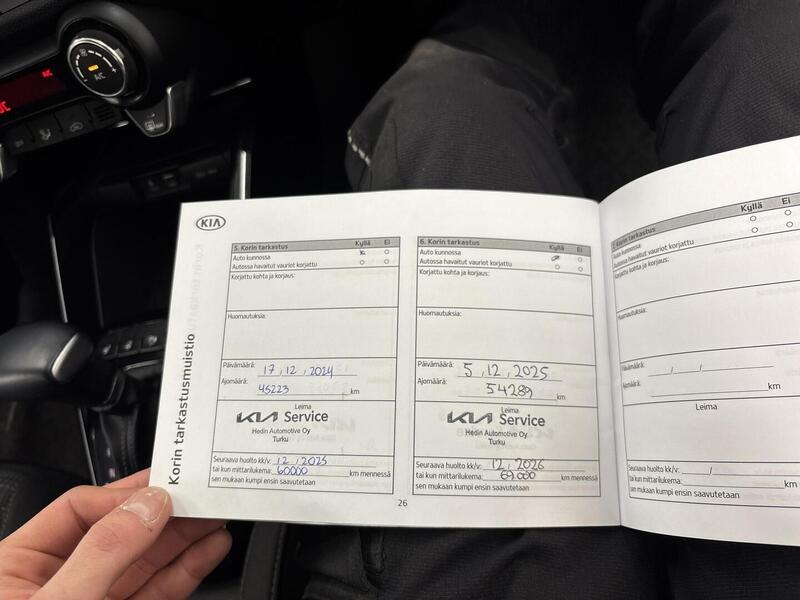 A/C
KIA
Korin tarkastusmuistio
5. Korin tarkastus Kyllä Ei
Auto kunnossa
Autossa havaitut vauriot korjattu
Korjattu kohta ja korjaus:
Huomautuksia:
Päivämäärä: 17, 12, 2024
Ajomäärä: 45223 km
Leima
KIA Service
Hedin Automotive Oy
Turku
Seuraava huolto kk/v: 12, 2025
tai kun mittarilukema: 60000 km mennessä
sen mukaan kumpi ensin saavutetaan
6. Korin tarkastus Kyllä Ei
Auto kunnossa
Autossa havaitut vauriot korjattu
Korjattu kohta ja korjaus:
Huomautuksia:
Päivämäärä: 5, 12, 2025
Ajomäärä: 54289 km
Leima
KIA Service
Hedin Automotive Oy
Turku
Seuraava huolto kk/v: 12, 2026
tai kun mittarilukema: 69000 km mennessä
sen mukaan kumpi ensin saavutetaan
26
7. Korin tarkastus Kyllä Ei
Auto kunnossa
Autossa havaitut vauriot korjattu
Korjattu kohta ja korjaus:
Huomautuksia:
Päivämäärä: / /
Ajomäärä: km
Leima
Seuraava huolto kk/v: /
tai kun mittarilukema: km
sen mukaan kumpi ensin saavutetaan